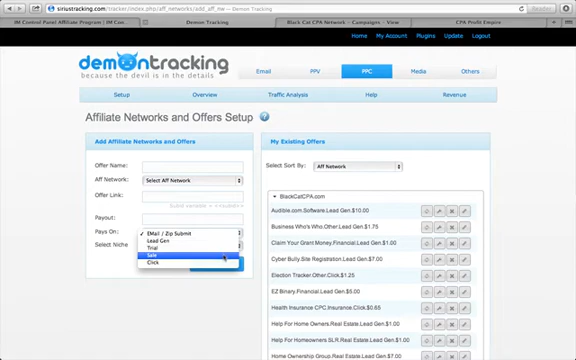 siriustracking.com/tracker/index.php/aff_networks/add_aff_nw — Demon Tracking
Reader
IM Control Panel Affiliate Program | IM Con...
Demon Tracking
Black Cat CPA Network - Campaigns - View
CPA Profit Empire
Home My Account Plugins Update Logout
demontracking
because the devil is in the details
Email PPV PPC Media Others
Setup Overview Traffic Analysis Help Revenue
Affiliate Networks and Offers Setup ?
Add Affiliate Networks and Offers
Offer Name:
Aff Network: Select Aff Network
Offer Link:
Payout:
Pays On:
EMail / Zip Submit
Lead Gen
Trial
Sale
Click
Select Niche
My Existing Offers
Select Sort By: Aff Network
BlackCatCPA.com
Audible.com.Software.Lead Gen.$10.00
Business Who's Who.Other.Lead Gen.$1.75
Claim Your Grant Money.Financial.Lead Gen.$1.00
Cyber Bully.Site Registration.Lead Gen.$7.00
Election Tracker.Other.Click.$1.25
EZ Binary.Financial.Lead Gen.$5.00
Health Insurance CPC.Insurance.Click.$0.65
Help For Home Owners.Real Estate.Lead Gen.$1.00
Help For Homeowners SLR.Real Estate.Lead Gen.$1.00
Home Ownership Group.Real Estate.Lead Gen.$7.00